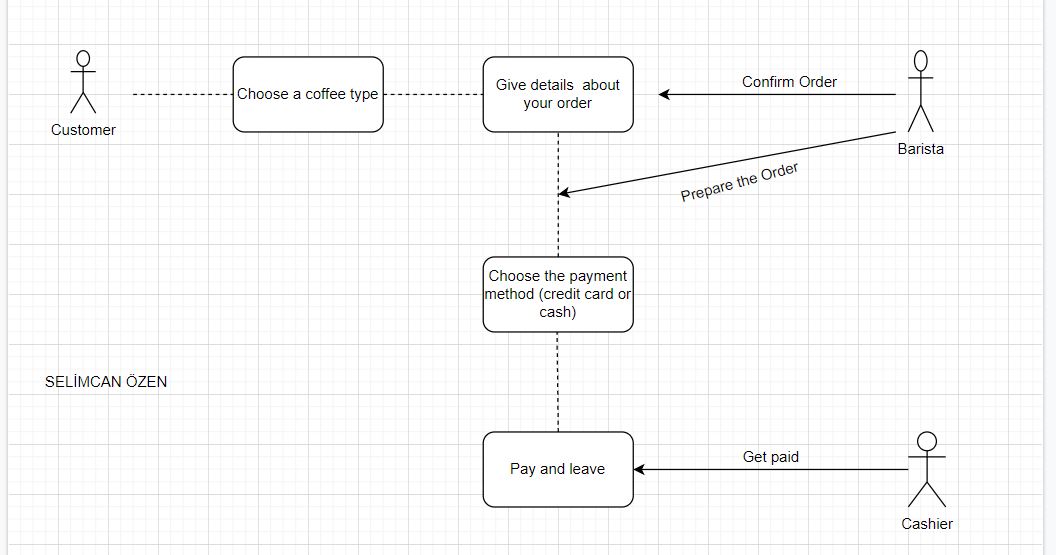 Customer
Choose a coffee type
Give details about
your order
Confirm Order
Barista
Prepare the Order
Choose the payment
method (credit card or
cash)
SELİMCAN ÖZEN
Pay and leave
Get paid
Cashier